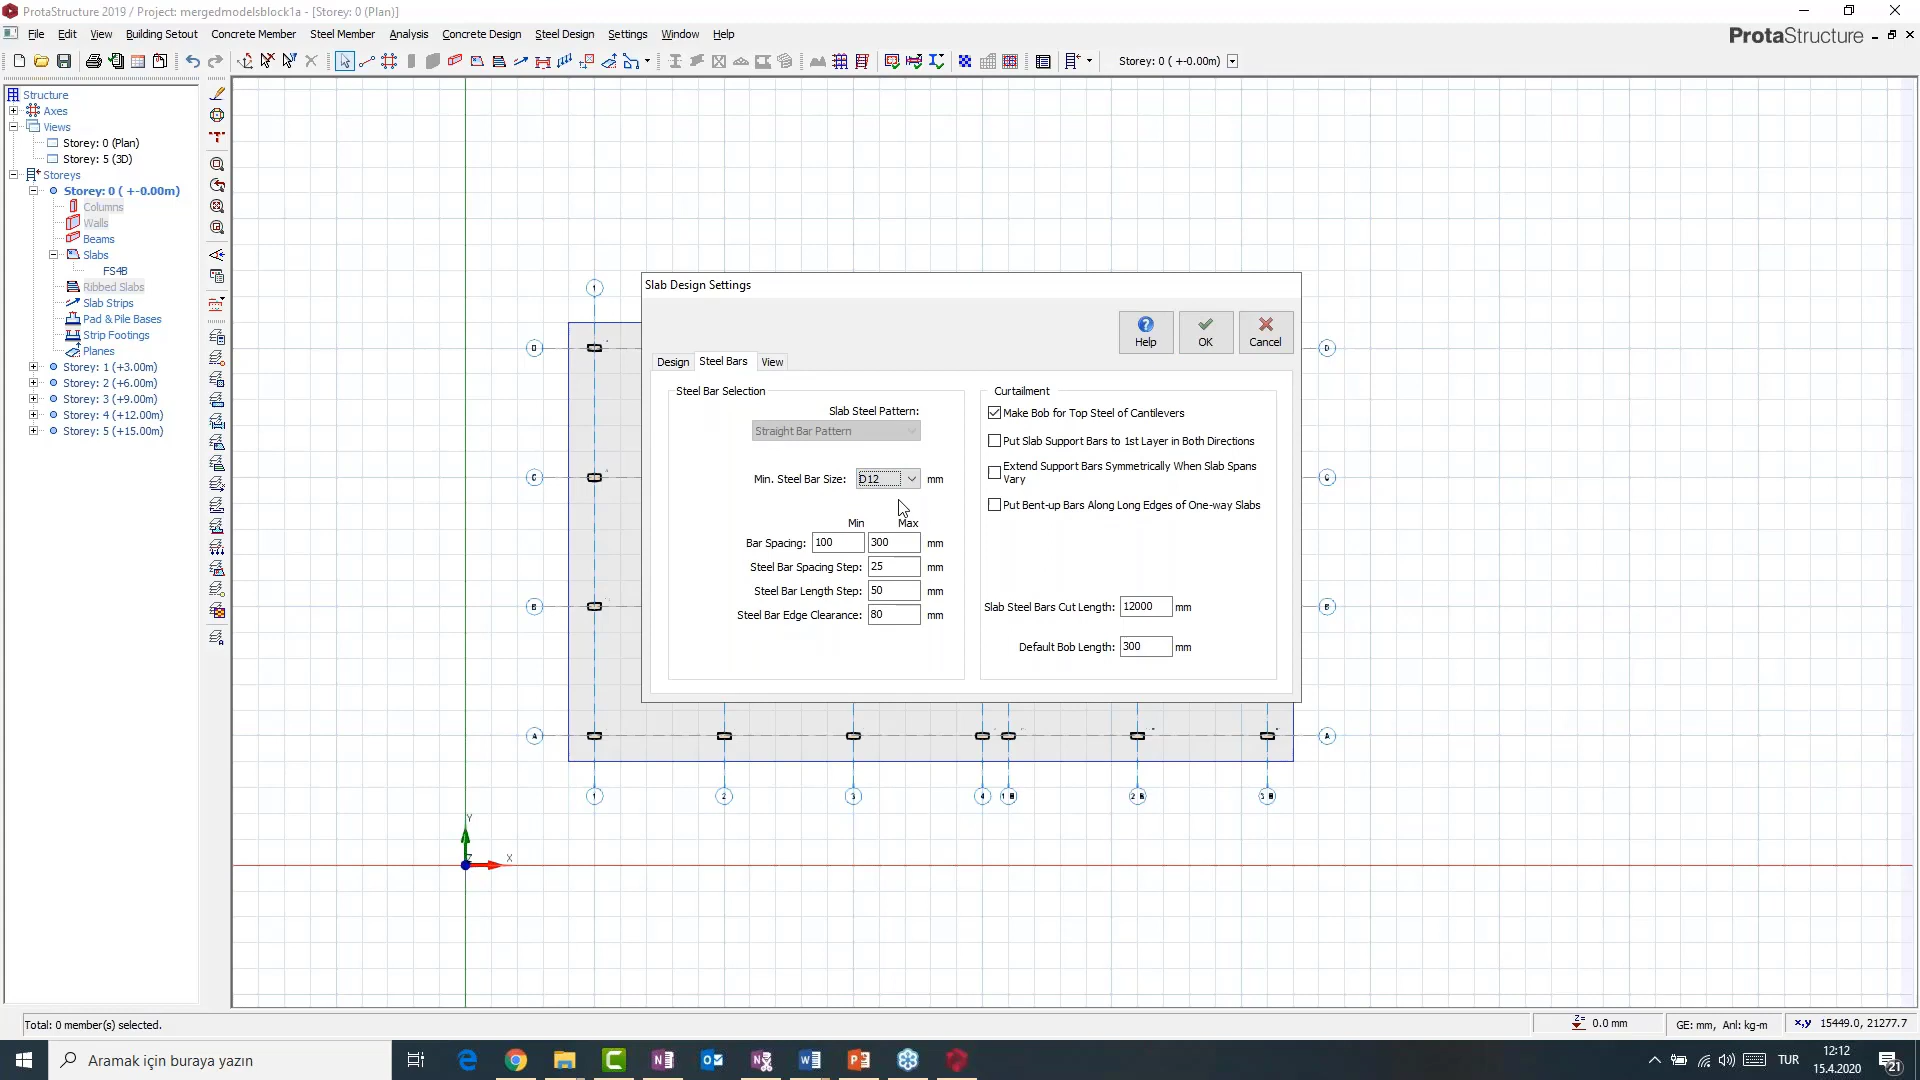 ProtaStructure 2019 / Project: mergedmodelsblock1a - [Storey: 0 (Plan)]
File Edit View Building Setout Concrete Member Steel Member Analysis Concrete Design Steel Design Settings Window Help
ProtaStructure
Storey: 0 ( +-0.00m)
Structure
Axes
Views
Storey: 0 (Plan)
Storey: 5 (3D)
Storeys
Storey: 0 ( +-0.00m)
Columns
Walls
Beams
Slabs
FS4B
Ribbed Slabs
Slab Strips
Pad & Pile Bases
Strip Footings
Planes
Storey: 1 (+3.00m)
Storey: 2 (+6.00m)
Storey: 3 (+9.00m)
Storey: 4 (+12.00m)
Storey: 5 (+15.00m)
1
D
D
C
C
B
B
A
A
1 2 3 4 1 B 2 B 3 B
Y
Z
X
Slab Design Settings
Help OK Cancel
Design Steel Bars View
Steel Bar Selection
Slab Steel Pattern:
Straight Bar Pattern
Min. Steel Bar Size: D12 mm
Min Max
Bar Spacing: 100 300 mm
Steel Bar Spacing Step: 25 mm
Steel Bar Length Step: 50 mm
Steel Bar Edge Clearance: 80 mm
Curtailment
Make Bob for Top Steel of Cantilevers
Put Slab Support Bars to 1st Layer in Both Directions
Extend Support Bars Symmetrically When Slab Spans
Vary
Put Bent-up Bars Along Long Edges of One-way Slabs
Slab Steel Bars Cut Length: 12000 mm
Default Bob Length: 300 mm
Total: 0 member(s) selected.
Z= 0.0 mm
GE: mm, Anl: kg-m
x,y 15449.0, 21277.7
Aramak için buraya yazın
TUR
12:12
15.4.2020
21